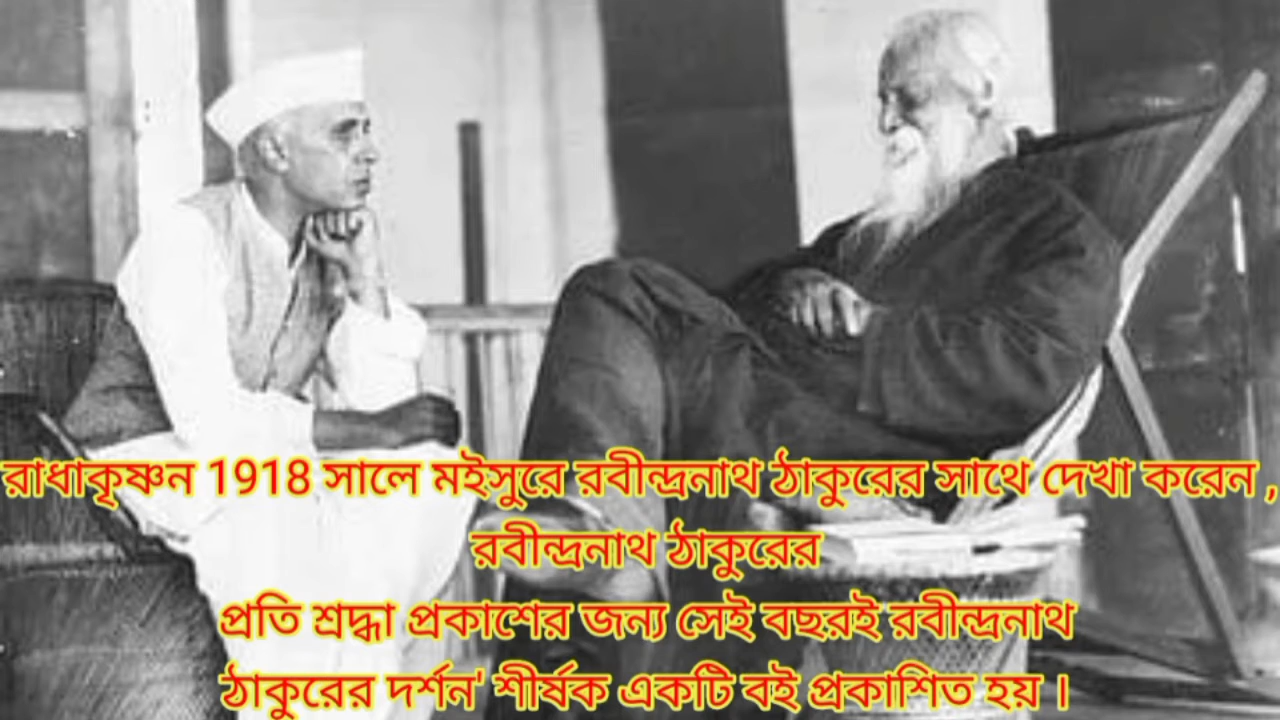 রাধাকৃষ্ণন 1918 সালে মইসুরে রবীন্দ্রনাথ ঠাকুরের সাথে দেখা করেন ,
রবীন্দ্রনাথ ঠাকুরের
প্রতি শ্রদ্ধা প্রকাশের জন্য সেই বছরই রবীন্দ্রনাথ
ঠাকুরের দর্শন' শীর্ষক একটি বই প্রকাশিত হয় ।